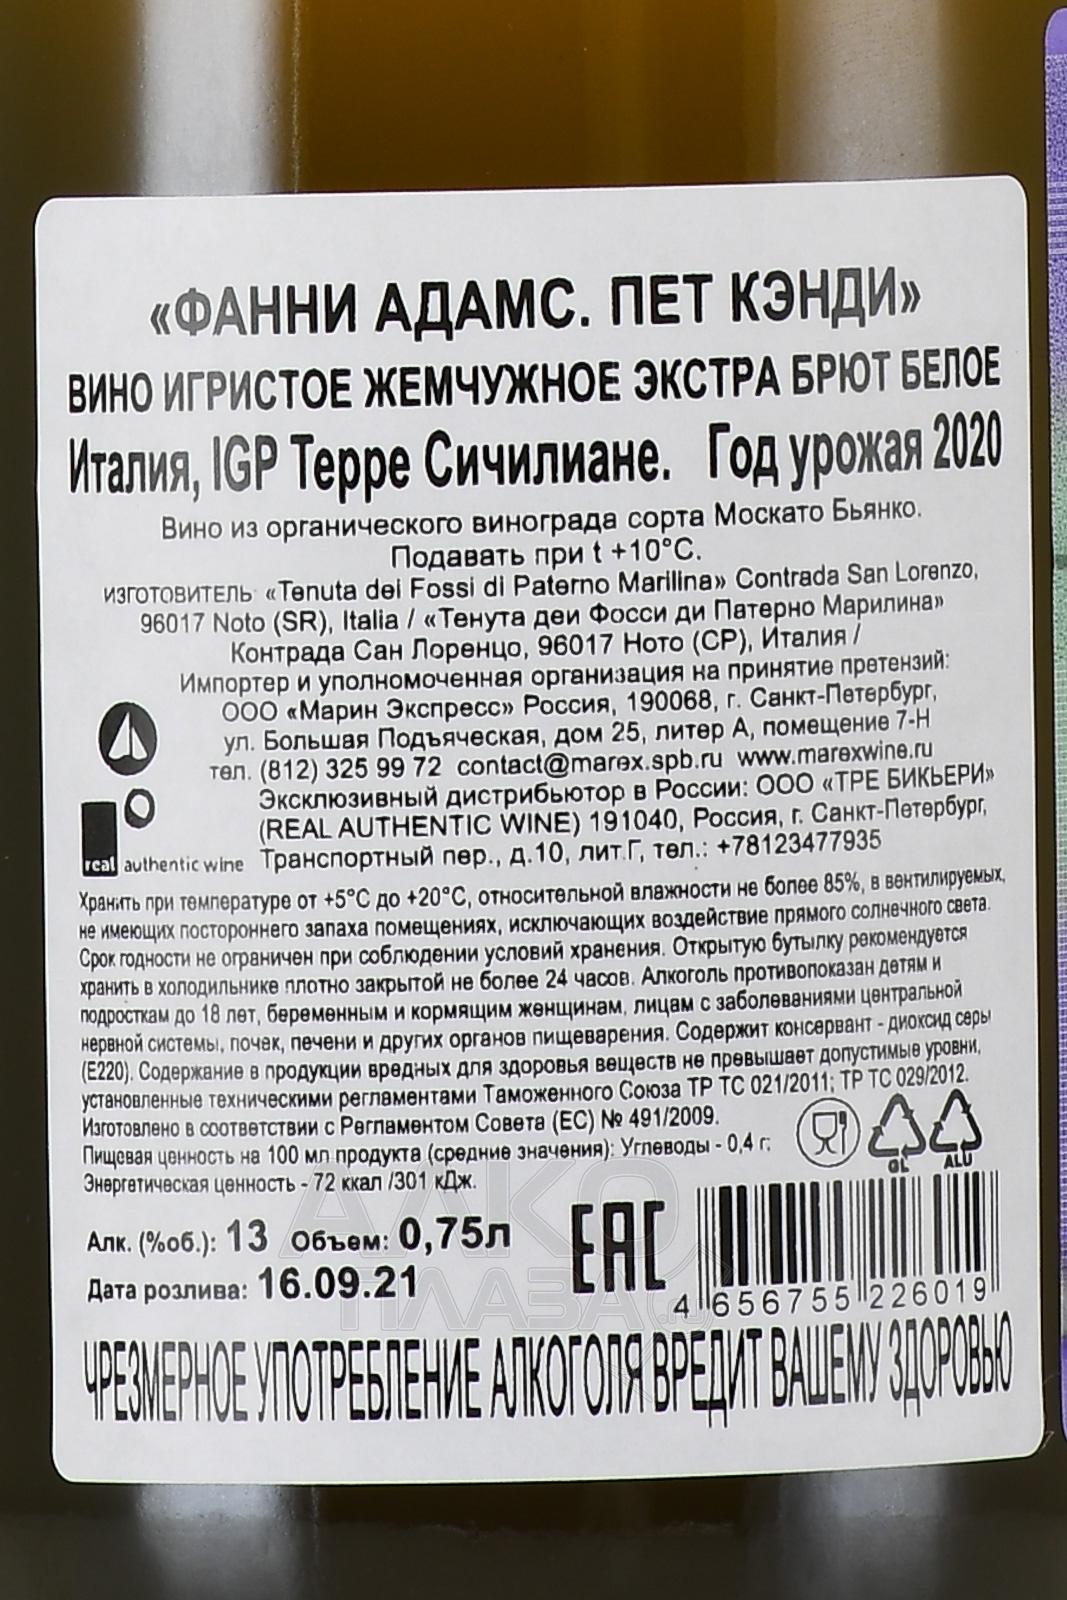 «ФАННИ АДАМС. ПЕТ КЭНДИ»
ВИНО ИГРИСТОЕ ЖЕМЧУЖНОЕ ЭКСТРА БРЮТ БЕЛОЕ
Италия, IGP Терре Сичилиане. Год урожая 2020
Вино из органического винограда сорта Москато Бьянко.
Подавать при t +10°C.
ИЗГОТОВИТЕЛЬ «Tenuta dei Fossi di Paterno Marilina» Contrada San Lorenzo,
96017 Noto (SR), Italia / «Тенута деи Фосси ди Патерно Марилина»
Контрада Сан Лоренцо, 96017 Ното (СР), Италия /
Импортер и уполномоченная организация на принятие претензий:
ООО «Марин Экспресс» Россия, 190068, г. Санкт-Петербург,
ул. Большая Подъяческая, дом 25, литер А, помещение 7-Н
тел. (812) 325 99 72 contact@marex.spb.ru www.marexwine.ru
Эксклюзивный дистрибьютор в России: ООО «ТРЕ БИКЬЕРИ»
(REAL AUTHENTIC WINE) 191040, Россия, г. Санкт-Петербург,
real authentic wine Транспортный пер., д.10, лит.Г, тел.: +78123477935
Хранить при температуре от +5°C до +20°C, относительной влажности не более 85%, в вентилируемых,
не имеющих постороннего запаха помещениях, исключающих воздействие прямого солнечного света.
Срок годности не ограничен при соблюдении условий хранения. Открытую бутылку рекомендуется
хранить в холодильнике плотно закрытой не более 24 часов. Алкоголь противопоказан детям и
подросткам до 18 лет, беременным и кормящим женщинам, лицам с заболеваниями центральной
нервной системы, почек, печени и других органов пищеварения. Содержит консервант - диоксид серы
(Е220). Содержание в продукции вредных для здоровья веществ не превышает допустимые уровни,
установленные техническими регламентами Таможенного Союза ТР ТС 021/2011; ТР ТС 029/2012.
Изготовлено в соответствии с Регламентом Совета (ЕС) № 491/2009.
Пищевая ценность на 100 мл продукта (средние значения): Углеводы - 0,4 г;
Энергетическая ценность - 72 ккал /301 кДж.
GL ALU
Алк. (%об.): 13 Объем: 0,75л
Дата розлива: 16.09.21
EAC
4 656755 226019
АЛКО
ПЛАЗА.ru
ЧРЕЗМЕРНОЕ УПОТРЕБЛЕНИЕ АЛКОГОЛЯ ВРЕДИТ ВАШЕМУ ЗДОРОВЬЮ